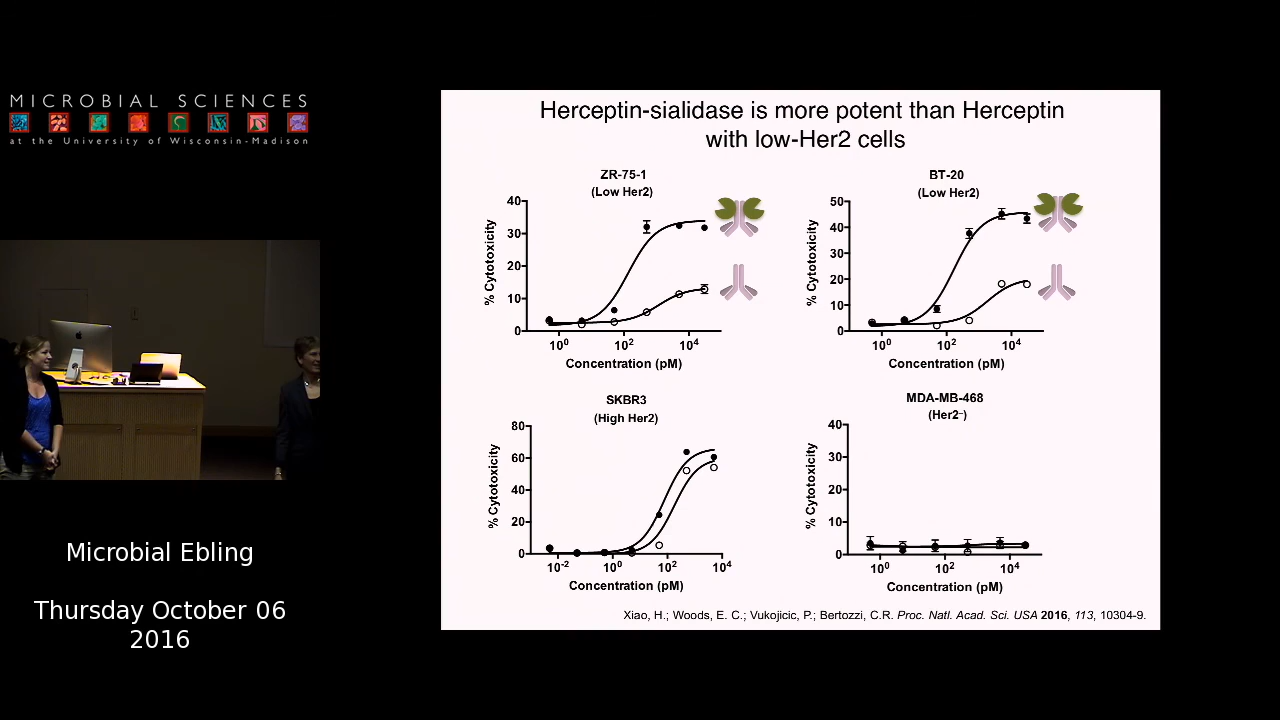 MICROBIAL SCIENCES
at the University of Wisconsin-Madison
Microbial Ebling
Thursday October 06
2016
Herceptin-sialidase is more potent than Herceptin
with low-Her2 cells
ZR-75-1
(Low Her2)
% Cytotoxicity
40
30
20
10
0
10⁰
10²
10⁴
Concentration (pM)
BT-20
(Low Her2)
% Cytotoxicity
50
40
30
20
10
0
10⁰
10²
10⁴
Concentration (pM)
SKBR3
(High Her2)
% Cytotoxicity
80
60
40
20
0
10⁻²
10⁰
10²
10⁴
Concentration (pM)
MDA-MB-468
(Her2⁻)
% Cytotoxicity
40
30
20
10
0
10⁰
10²
10⁴
Concentration (pM)
Xiao, H.; Woods, E. C.; Vukojicic, P.; Bertozzi, C.R. Proc. Natl. Acad. Sci. USA 2016, 113, 10304-9.